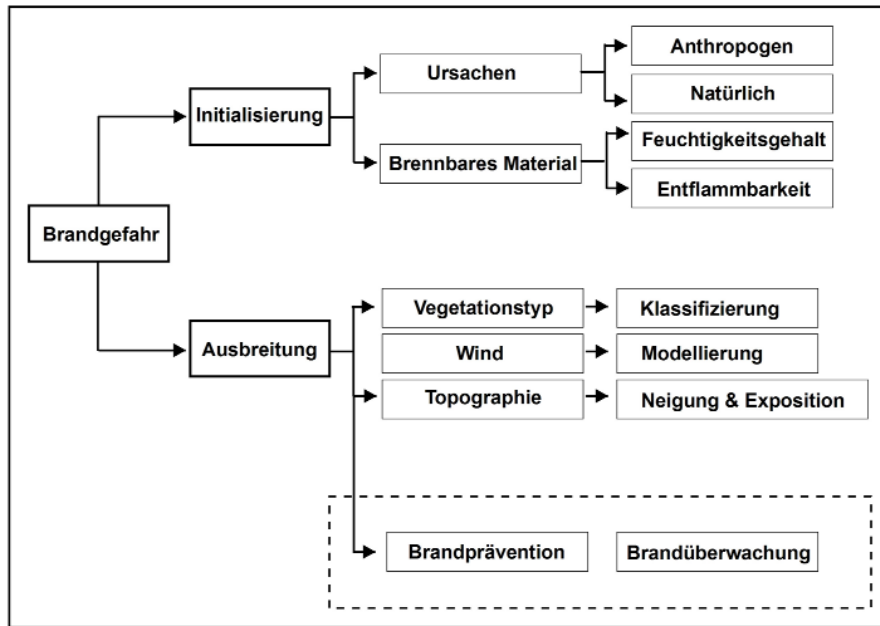 Anthropogen
Ursachen
Natürlich
Initialisierung
Feuchtigkeitsgehalt
Brennbares Material
Entflammbarkeit
Brandgefahr
Vegetationstyp
Klassifizierung
Ausbreitung
Wind
Modellierung
Topographie
Neigung & Exposition
Brandprävention
Brandüberwachung